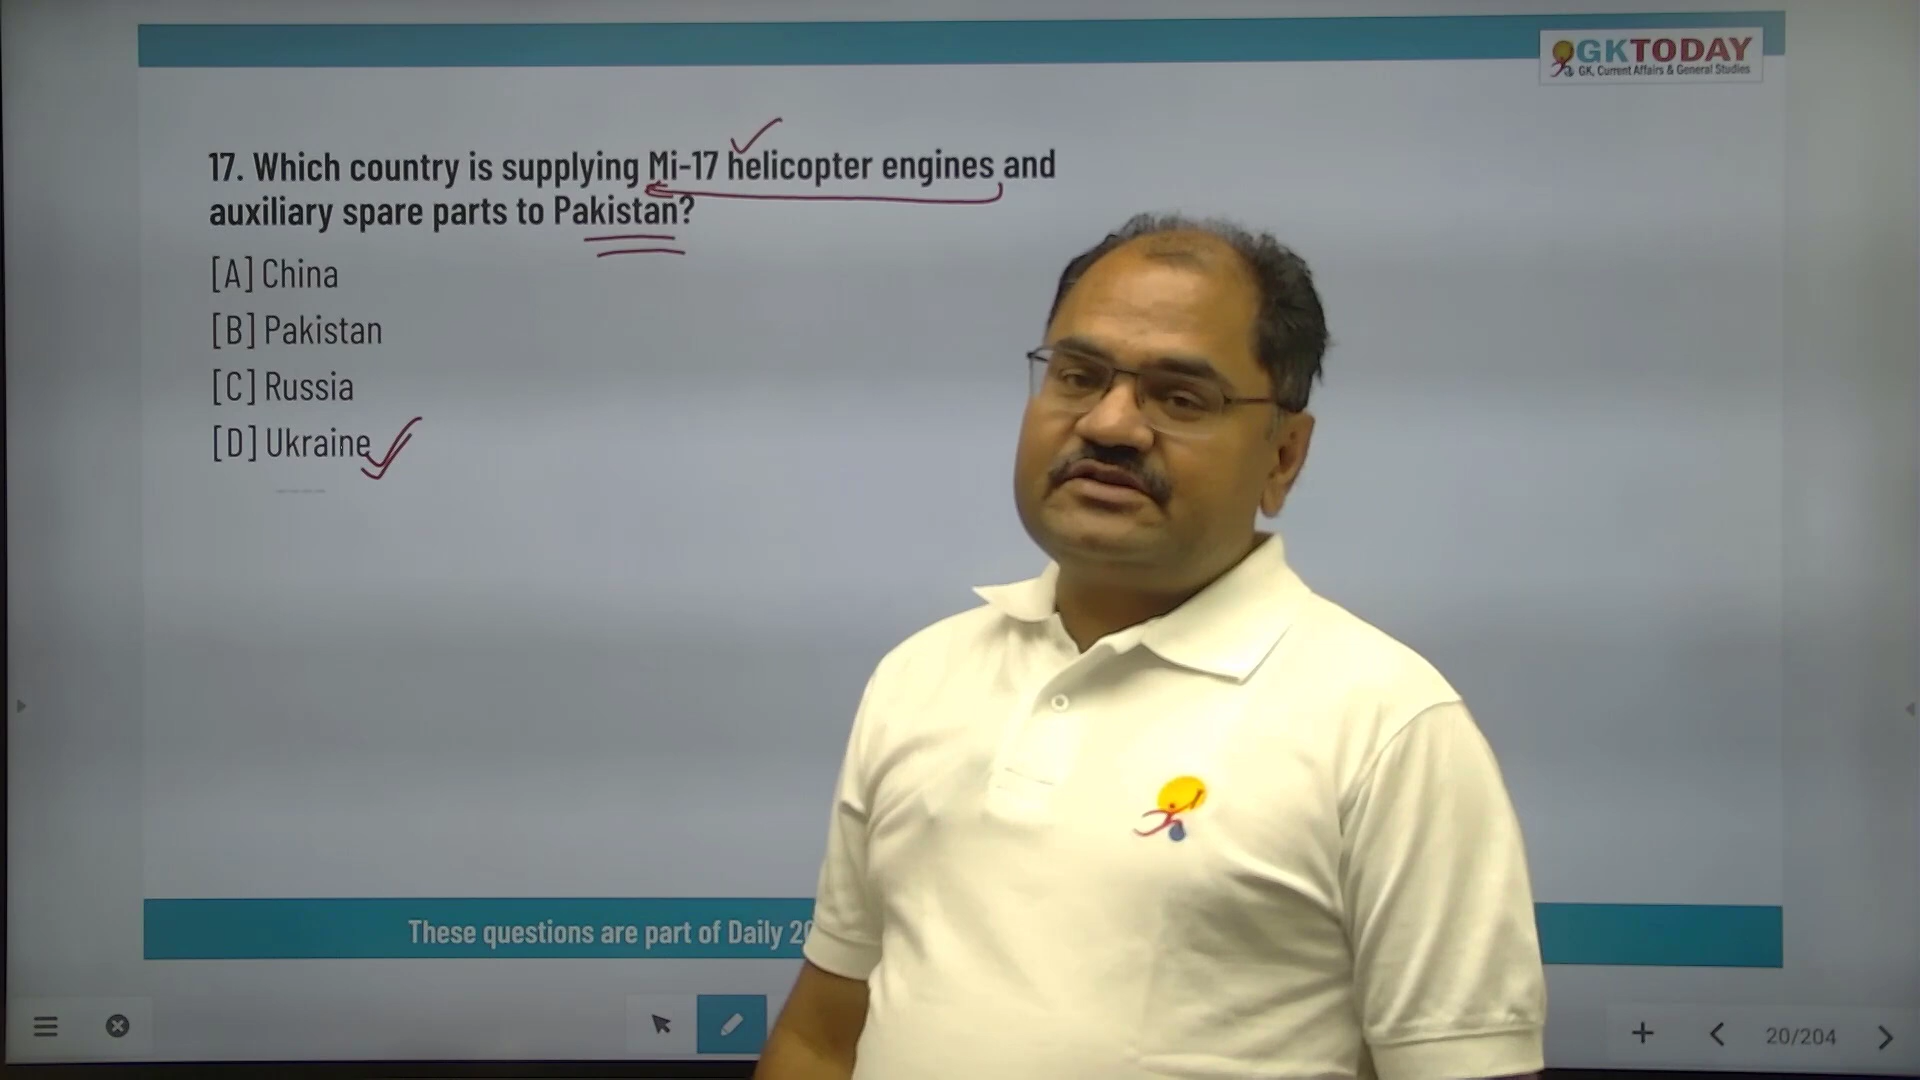 GKTODAY
GK, Current Affairs & General Studies
17. Which country is supplying Mi-17 helicopter engines and
auxiliary spare parts to Pakistan?
[A] China
[B] Pakistan
[C] Russia
[D] Ukraine
These questions are part of Daily
20/204